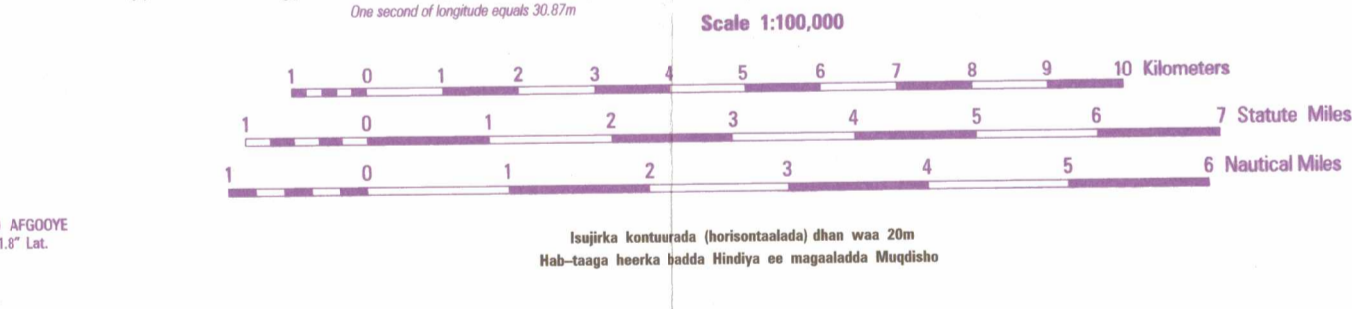 One second of longitude equals 30.87m
Scale 1:100,000
1 0 1 2 3 4 5 6 7 8 9 10 Kilometers
1 0 1 2 3 4 5 6 7 Statute Miles
1 0 1 2 3 4 5 6 Nautical Miles
AFGOOYE
1.8" Lat.
Isujirka kontuurada (horisontaalada) dhan waa 20m
Hab-taaga heerka badda Hindiya ee magaaladda Muqdisho